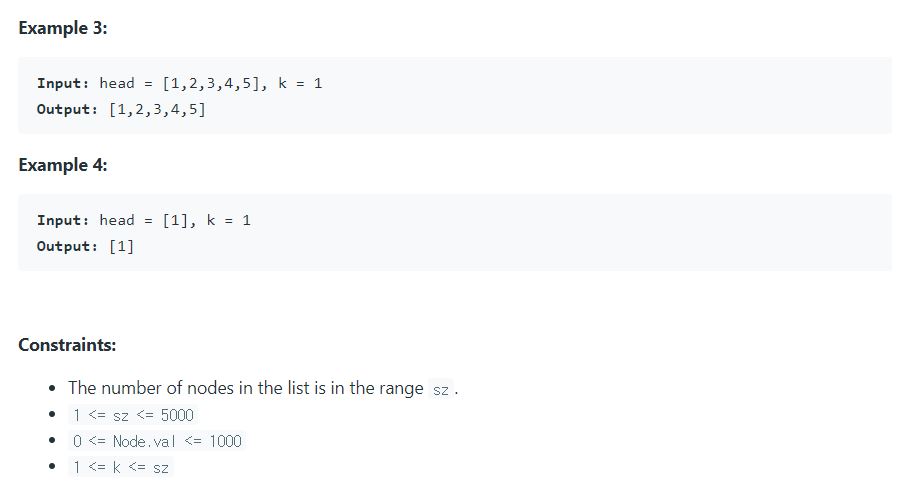 Example 3:
Input: head = [1,2,3,4,5], k = 1
Output: [1,2,3,4,5]
Example 4:
Input: head = [1], k = 1
Output: [1]
Constraints:
• The number of nodes in the list is in the range sz .
• 1 <= sz <= 5000
• 0 <= Node.val <= 1000
• 1 <= k <= sz